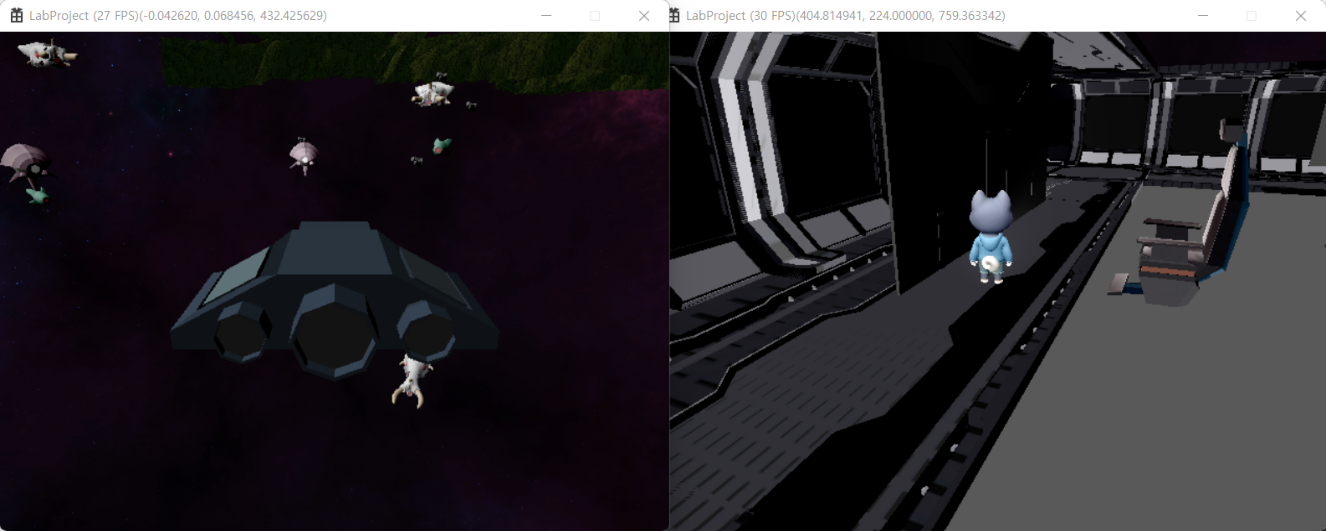 LabProject (27 FPS)(-0.042620, 0.068456, 432.425629)
LabProject (30 FPS)(404.814941, 224.000000, 759.363342)